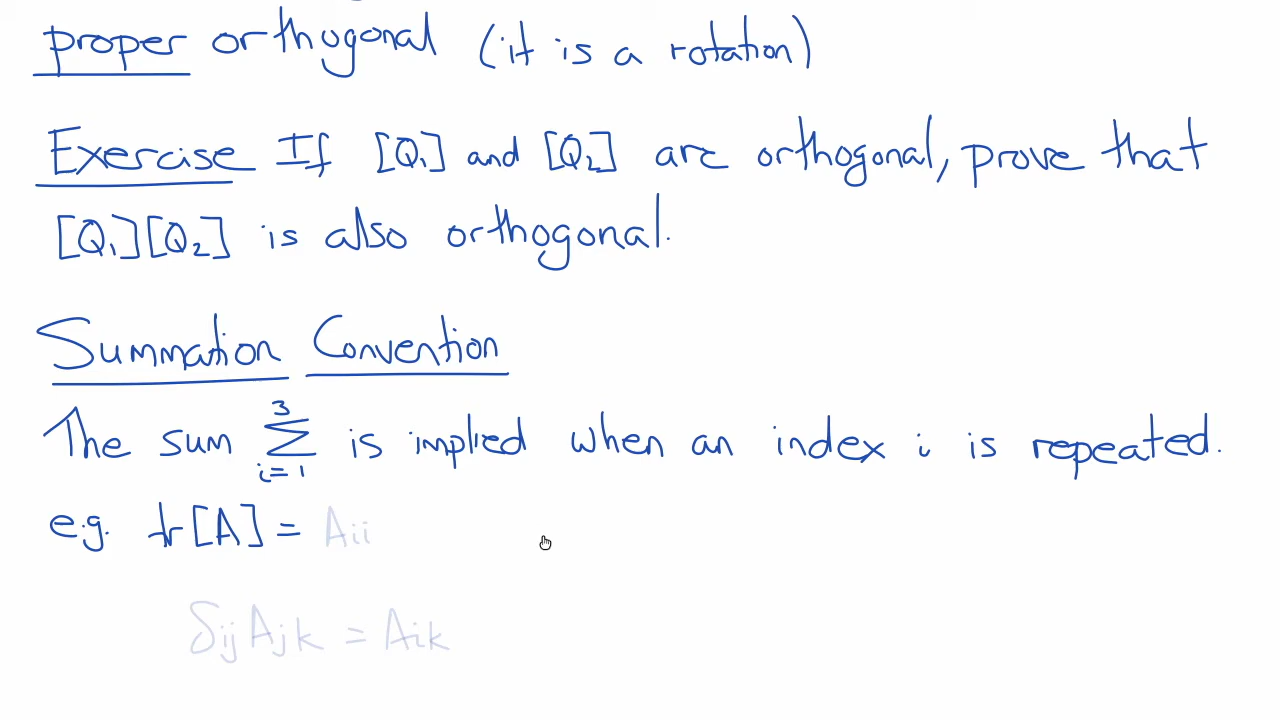 proper orthogonal (it is a rotation)
Exercise If [Q₁] and [Q₂] are orthogonal, prove that
[Q₁][Q₂] is also orthogonal.
Summation Convention
The sum ∑³ᵢ₌₁ is implied when an index i is repeated.
e.g. tr[A] = Aii
δij Ajk = Aik